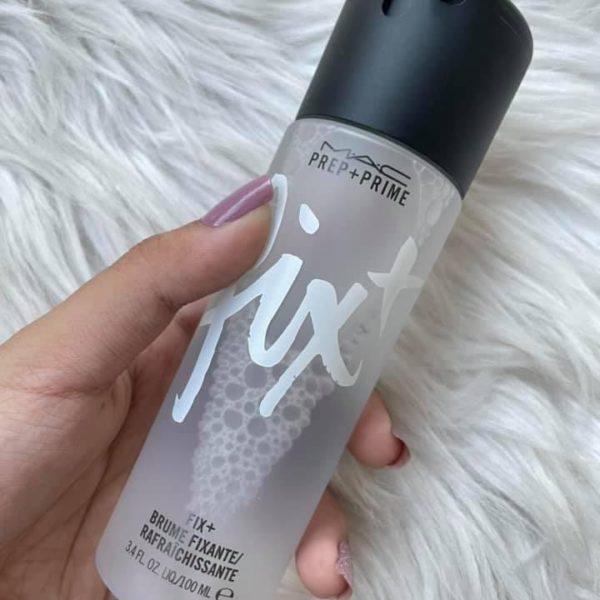 M·A·C
PREP+PRIME
fix+
FIX+
BRUME FIXANTE/
RAFRAÎCHISSANTE
3.4 FL. OZ. LIQ/100 ML ℮